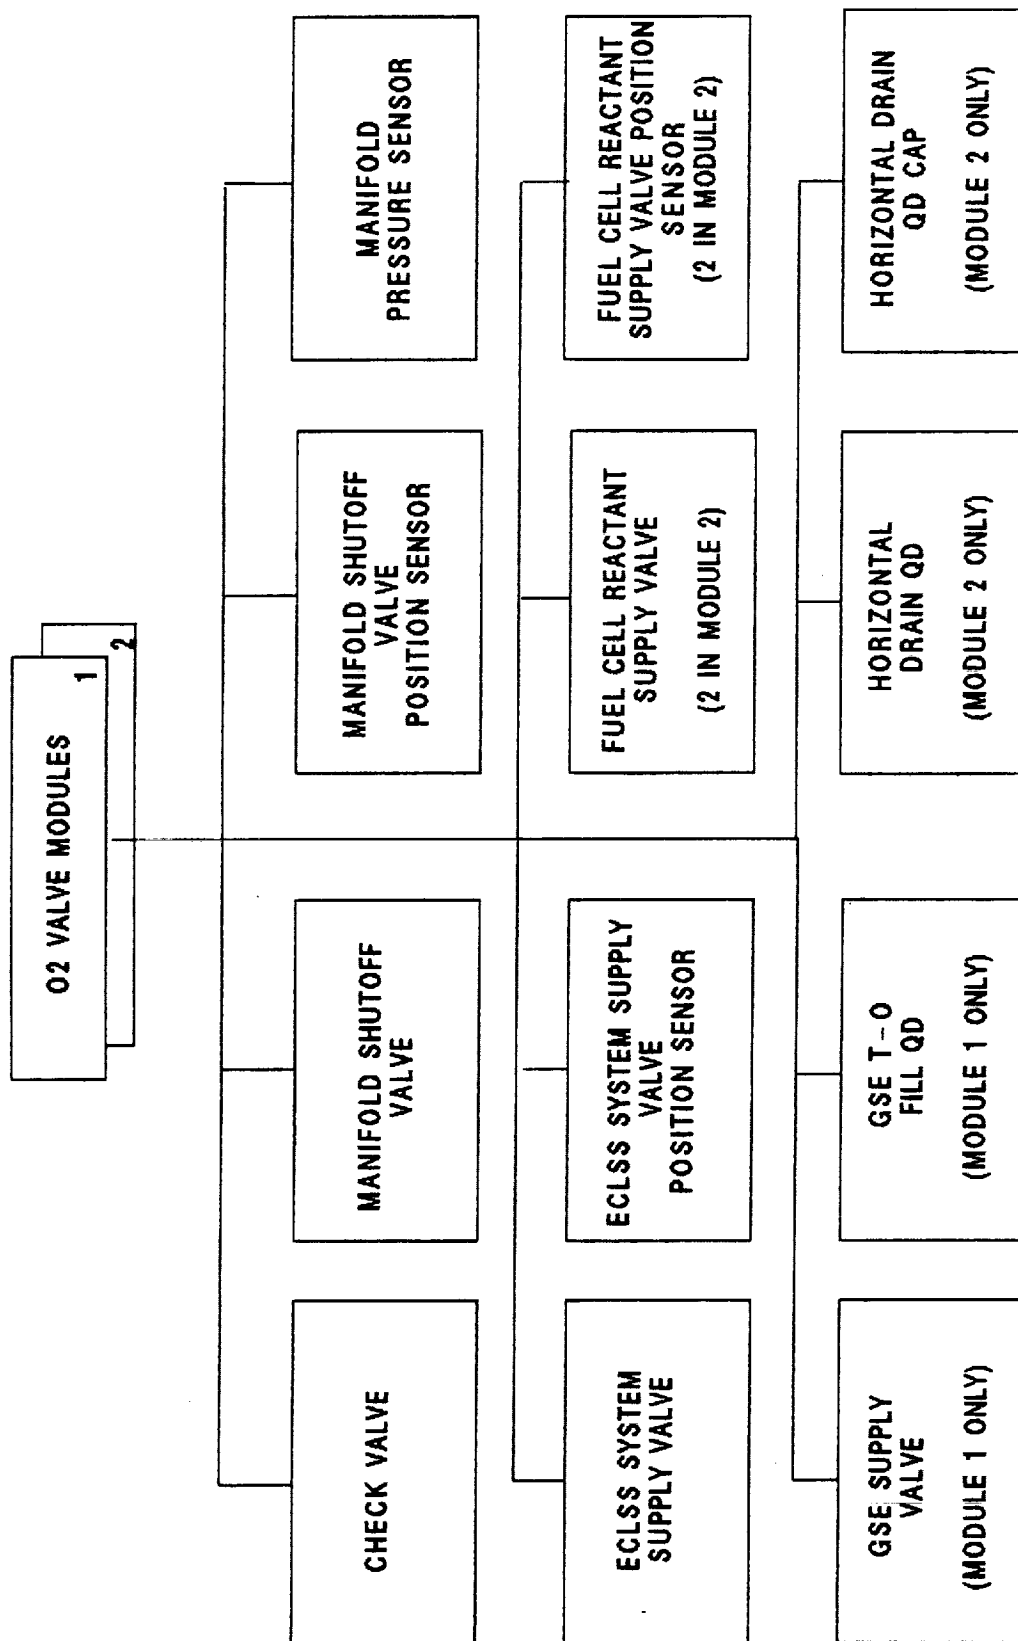 O2 VALVE MODULES
1
2
CHECK VALVE
MANIFOLD SHUTOFF
VALVE
MANIFOLD SHUTOFF
VALVE
POSITION SENSOR
MANIFOLD
PRESSURE SENSOR
ECLSS SYSTEM
SUPPLY VALVE
ECLSS SYSTEM SUPPLY
VALVE
POSITION SENSOR
FUEL CELL REACTANT
SUPPLY VALVE
(2 IN MODULE 2)
FUEL CELL REACTANT
SUPPLY VALVE POSITION
SENSOR
(2 IN MODULE 2)
GSE SUPPLY
VALVE
(MODULE 1 ONLY)
GSE T-O
FILL QD
(MODULE 1 ONLY)
HORIZONTAL
DRAIN QD
(MODULE 2 ONLY)
HORIZONTAL DRAIN
QD CAP
(MODULE 2 ONLY)